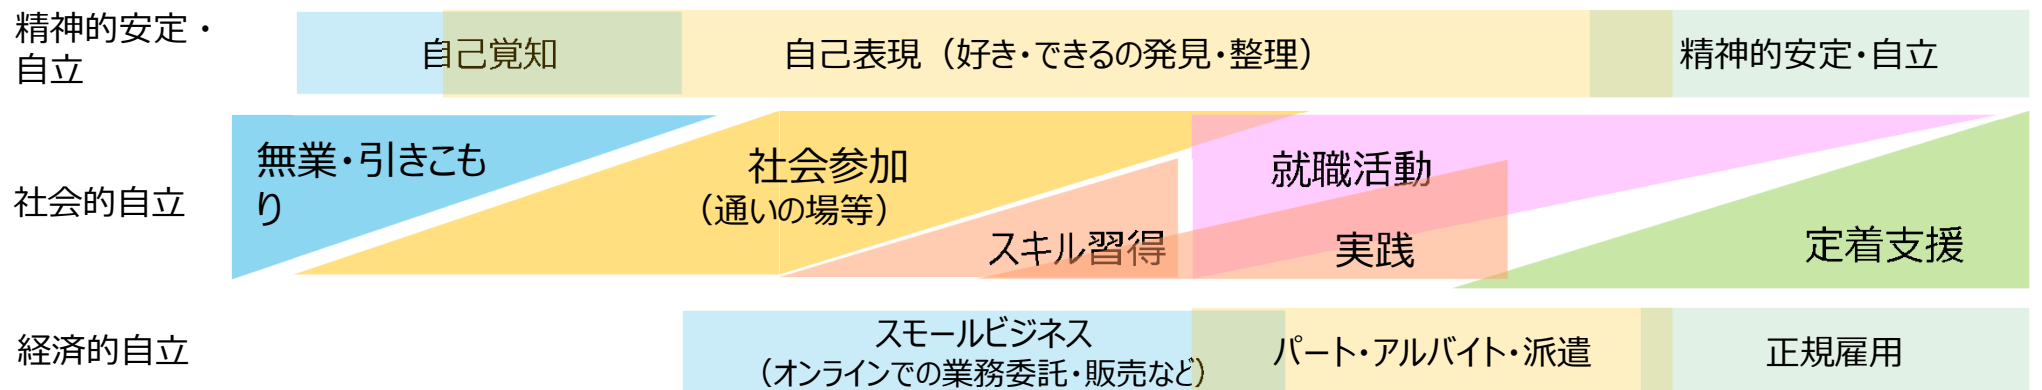 精神的安定・
自立
自己覚知
自己表現（好き・できるの発見・整理）
精神的安定・自立
社会的自立
無業・引きこも
り
社会参加
（通いの場等）
スキル習得
就職活動
実践
定着支援
経済的自立
スモールビジネス
（オンラインでの業務委託・販売など）
パート・アルバイト・派遣
正規雇用